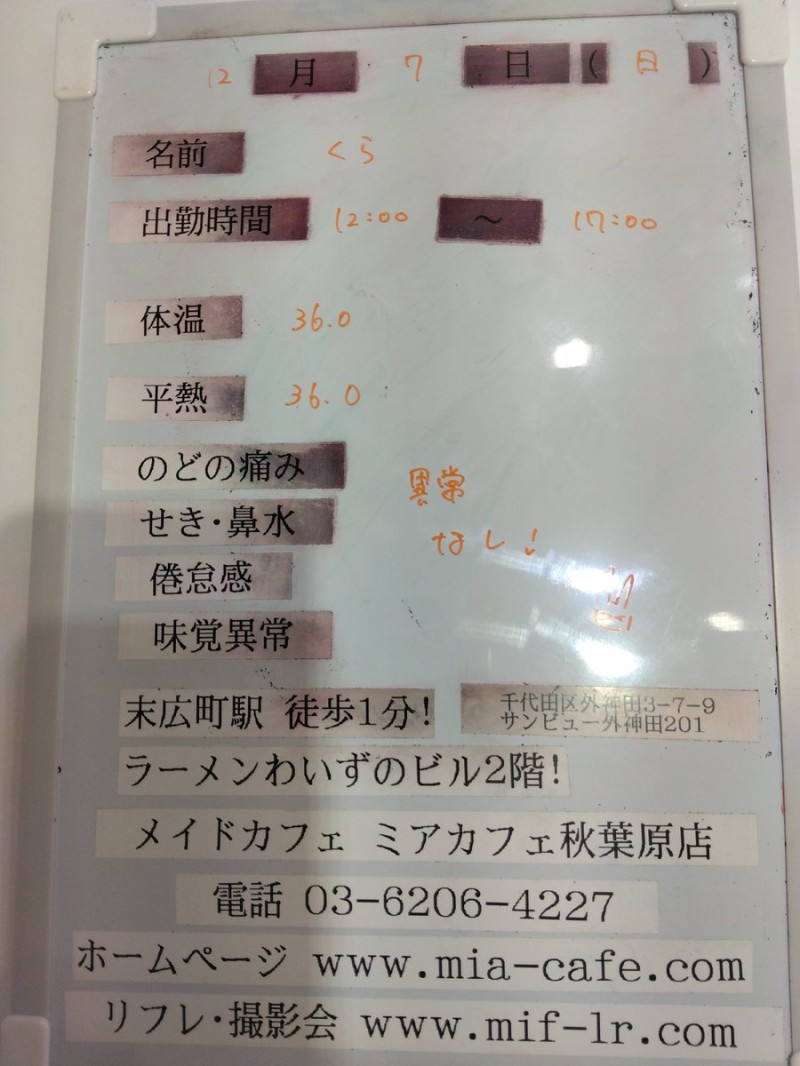 12月 7日(日)
名前 くら
出勤時間 12:00 ～ 17:00
体温 36.0
平熱 36.0
のどの痛み
異常
せき・鼻水
なし!
倦怠感
味覚異常
末広町駅 徒歩1分!
千代田区外神田3-7-9
サンビュー外神田201
ラーメンわいずのビル2階!
メイドカフェ ミアカフェ秋葉原店
電話 03-6206-4227
ホームページ www.mia-cafe.com
リフレ・撮影会 www.mif-lr.com